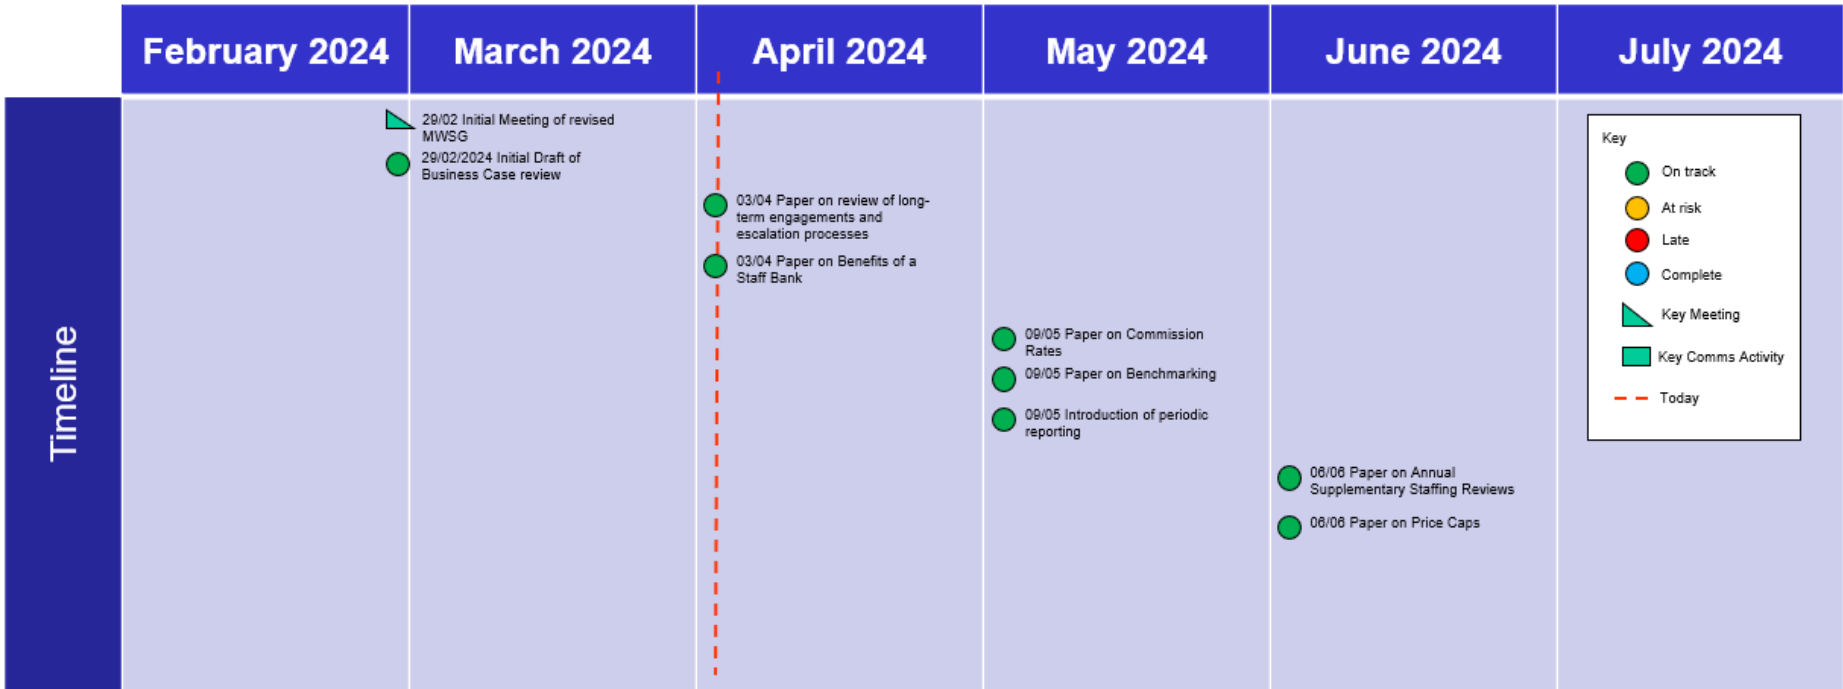 February 2024
March 2024
April 2024
May 2024
June 2024
July 2024
Timeline
29/02 Initial Meeting of revised
MWSG
29/02/2024 Initial Draft of
Business Case review
03/04 Paper on review of long-
term engagements and
escalation processes
03/04 Paper on Benefits of a
Staff Bank
09/05 Paper on Commission
Rates
09/05 Paper on Benchmarking
09/05 Introduction of periodic
reporting
06/06 Paper on Annual
Supplementary Staffing Reviews
06/06 Paper on Price Caps
Key
On track
At risk
Late
Complete
Key Meeting
Key Comms Activity
Today